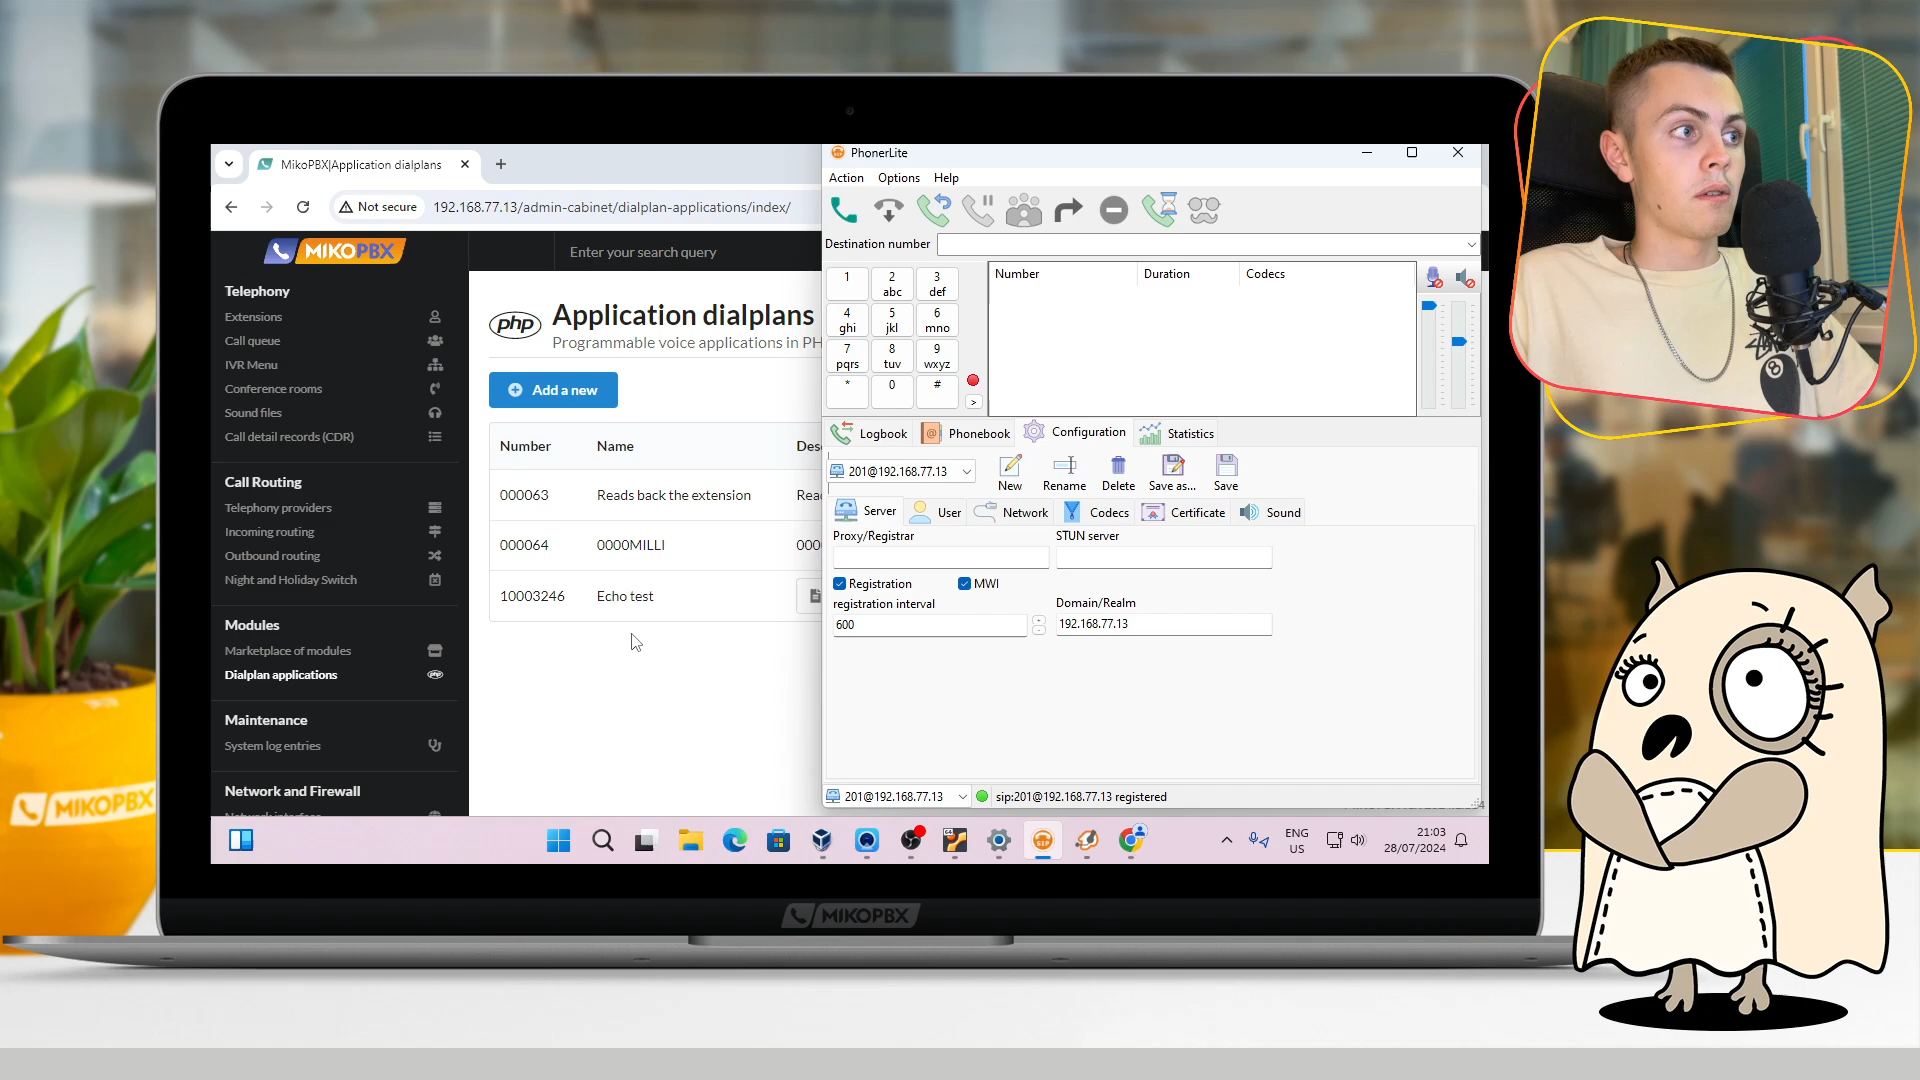 MikoPBX|Application dialplans
Not secure
192.168.77.13/admin-cabinet/dialplan-applications/index/
MIKOPBX
Enter your search query
Telephony
Extensions
Call queue
IVR Menu
Conference rooms
Sound files
Call detail records (CDR)
Call Routing
Telephony providers
Incoming routing
Outbound routing
Night and Holiday Switch
Modules
Marketplace of modules
Dialplan applications
Maintenance
System log entries
Network and Firewall
php
Application dialplans
Programmable voice applications in PH
Add a new
Number Name Des
000063 Reads back the extension Rea
000064 0000MILLI 000
10003246 Echo test
PhonerLite
Action Options Help
Destination number
1 2 abc 3 def
4 ghi 5 jkl 6 mno
7 pqrs 8 tuv 9 wxyz
* 0 #
>
Number Duration Codecs
Logbook Phonebook Configuration Statistics
201@192.168.77.13
New Rename Delete Save as... Save
Server User Network Codecs Certificate Sound
Proxy/Registrar STUN server
Registration MWI
registration interval Domain/Realm
600 192.168.77.13
201@192.168.77.13 sip:201@192.168.77.13 registered
SIP
ENG
US
21:03
28/07/2024
MIKOPBX
MIKOPBX
8